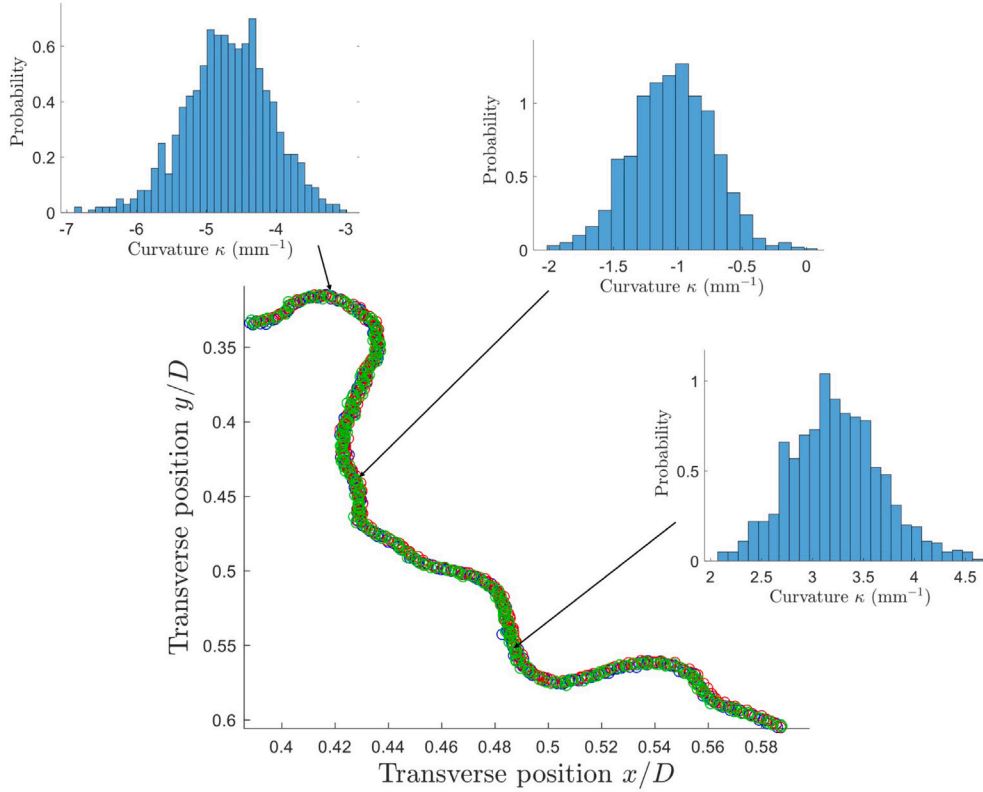 0.6
0.4
0.2
0
Probability
-7 -6 -5 -4 -3
Curvature κ (mm⁻¹)
1
0.5
0
Probability
-2 -1.5 -1 -0.5 0
Curvature κ (mm⁻¹)
1
0.5
0
Probability
2 2.5 3 3.5 4 4.5
Curvature κ (mm⁻¹)
0.35
0.4
0.45
0.5
0.55
0.6
Transverse position y/D
0.4 0.42 0.44 0.46 0.48 0.5 0.52 0.54 0.56 0.58
Transverse position x/D